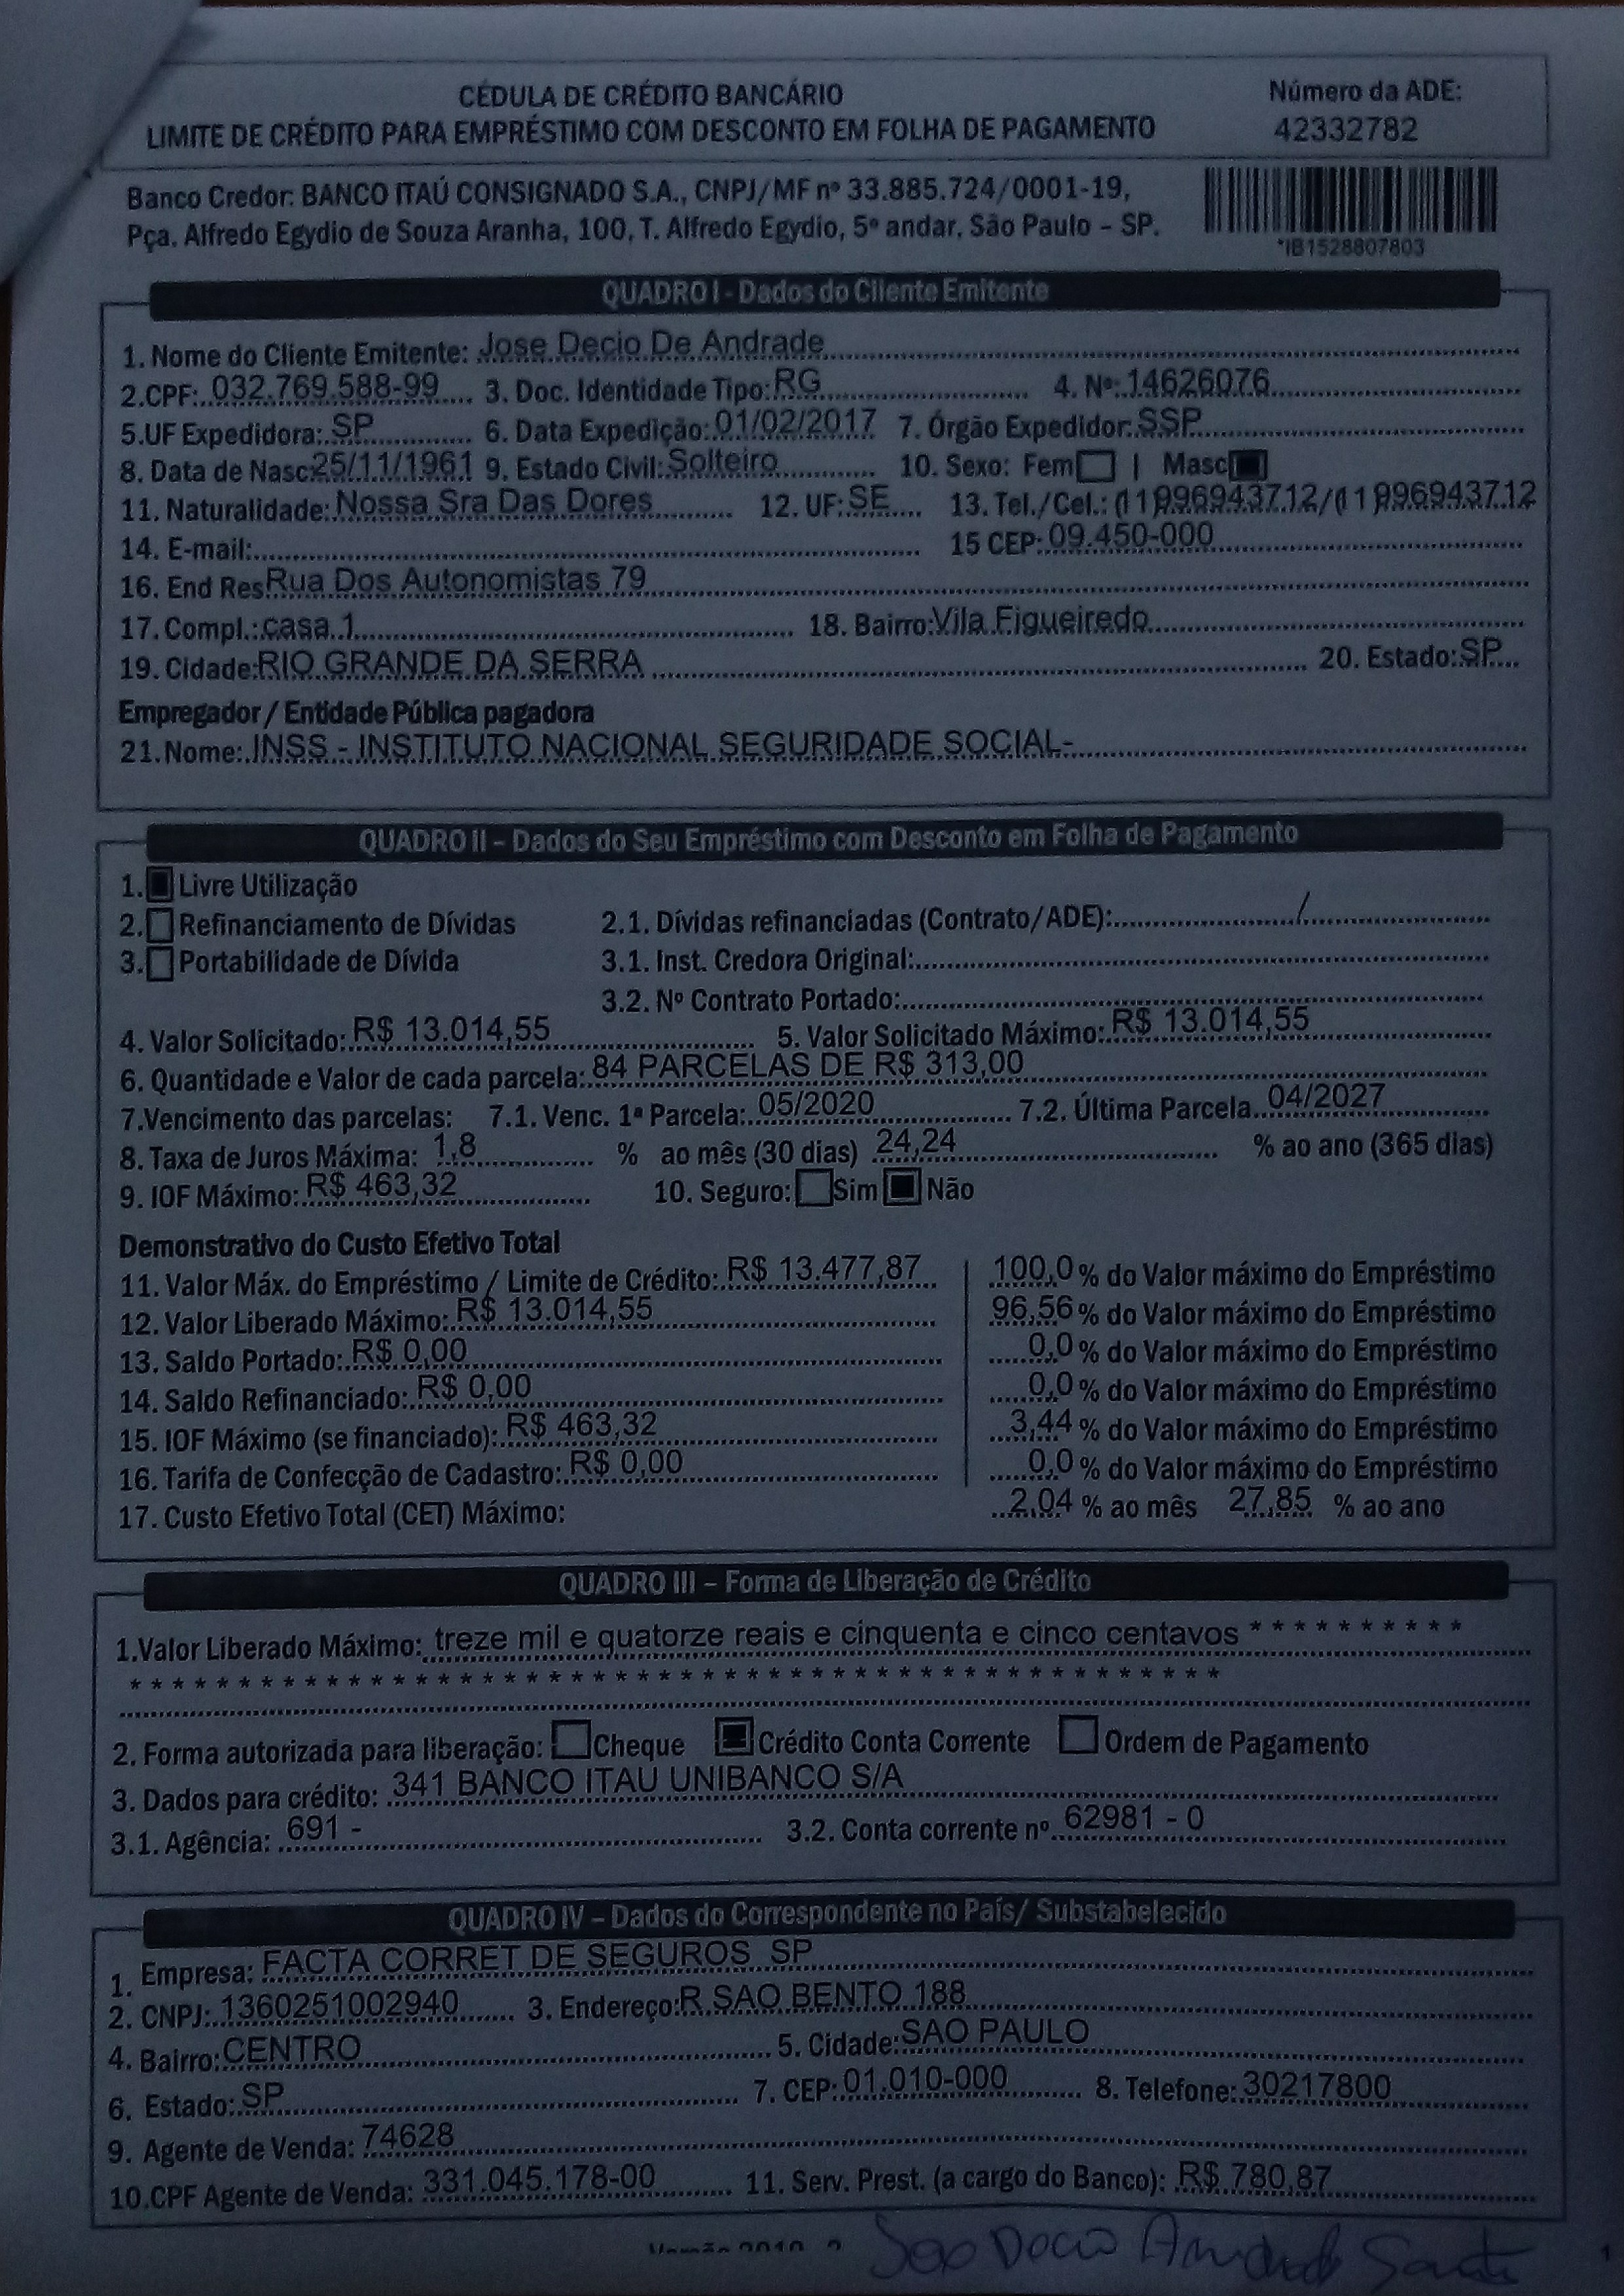 CÉDULA DE CRÉDITO BANCÁRIO
LIMITE DE CRÉDITO PARA EMPRÉSTIMO COM DESCONTO EM FOLHA DE PAGAMENTO
Número da ADE:
42332782
Banco Credor: BANCO ITAÚ CONSIGNADO S.A., CNPJ/MF nº 33.885.724/0001-19,
Pça. Alfredo Egydio de Souza Aranha, 100, T. Alfredo Egydio, 5º andar, São Paulo - SP.
*IB1528807803
QUADRO I - Dados do Cliente Emitente
1. Nome do Cliente Emitente: Jose Decio De Andrade
2.CPF: 032.769.588-99 3. Doc. Identidade Tipo: RG 4. Nº: 14626076
5.UF Expedidora: SP 6. Data Expedição: 01/02/2017 7. Órgão Expedidor: SSP
8. Data de Nasc: 25/11/1961 9. Estado Civil: Solteiro 10. Sexo: Fem | Masc
11. Naturalidade: Nossa Sra Das Dores 12. UF: SE 13. Tel./Cel.: (11)996943712/(11)996943712
14. E-mail: 15 CEP: 09.450-000
16. End Res: Rua Dos Autonomistas 79
17. Compl.: casa 1 18. Bairro: Vila Figueiredo
19. Cidade: RIO GRANDE DA SERRA 20. Estado: SP
Empregador / Entidade Pública pagadora
21. Nome: INSS - INSTITUTO NACIONAL SEGURIDADE SOCIAL-
QUADRO II - Dados do Seu Empréstimo com Desconto em Folha de Pagamento
1. Livre Utilização
2. Refinanciamento de Dívidas 2.1. Dívidas refinanciadas (Contrato/ADE): /
3. Portabilidade de Dívida 3.1. Inst. Credora Original:
3.2. Nº Contrato Portado:
4. Valor Solicitado: R$ 13.014,55 5. Valor Solicitado Máximo: R$ 13.014,55
6. Quantidade e Valor de cada parcela: 84 PARCELAS DE R$ 313,00
7.Vencimento das parcelas: 7.1. Venc. 1ª Parcela: 05/2020 7.2. Última Parcela 04/2027
8. Taxa de Juros Máxima: 1,8 % ao mês (30 dias) 24,24 % ao ano (365 dias)
9. IOF Máximo: R$ 463,32 10. Seguro: Sim Não
Demonstrativo do Custo Efetivo Total
11. Valor Máx. do Empréstimo / Limite de Crédito: R$ 13.477,87 100,0 % do Valor máximo do Empréstimo
12. Valor Liberado Máximo: R$ 13.014,55 96,56 % do Valor máximo do Empréstimo
13. Saldo Portado: R$ 0,00 0,0 % do Valor máximo do Empréstimo
14. Saldo Refinanciado: R$ 0,00 0,0 % do Valor máximo do Empréstimo
15. IOF Máximo (se financiado): R$ 463,32 3,44 % do Valor máximo do Empréstimo
16. Tarifa de Confecção de Cadastro: R$ 0,00 0,0 % do Valor máximo do Empréstimo
17. Custo Efetivo Total (CET) Máximo: 2,04 % ao mês 27,85 % ao ano
QUADRO III - Forma de Liberação de Crédito
1.Valor Liberado Máximo: treze mil e quatorze reais e cinquenta e cinco centavos * * * * * * * * * *
* * * * * * * * * * * * * * * * * * * * * * * * * * * * * * * * * * * * * * * * * * * * * * * * * *
2. Forma autorizada para liberação: Cheque Crédito Conta Corrente Ordem de Pagamento
3. Dados para crédito: 341 BANCO ITAU UNIBANCO S/A
3.1. Agência: 691 - 3.2. Conta corrente nº 62981 - 0
QUADRO IV - Dados do Correspondente no País/ Substabelecido
1. Empresa: FACTA CORRET DE SEGUROS SP
2. CNPJ: 1360251002940 3. Endereço: R SAO BENTO 188
4. Bairro: CENTRO 5. Cidade: SAO PAULO
6. Estado: SP 7. CEP: 01.010-000 8. Telefone: 30217800
9. Agente de Venda: 74628
10.CPF Agente de Venda: 331.045.178-00 11. Serv. Prest. (a cargo do Banco): R$ 780,87
Versão 2019_2
1